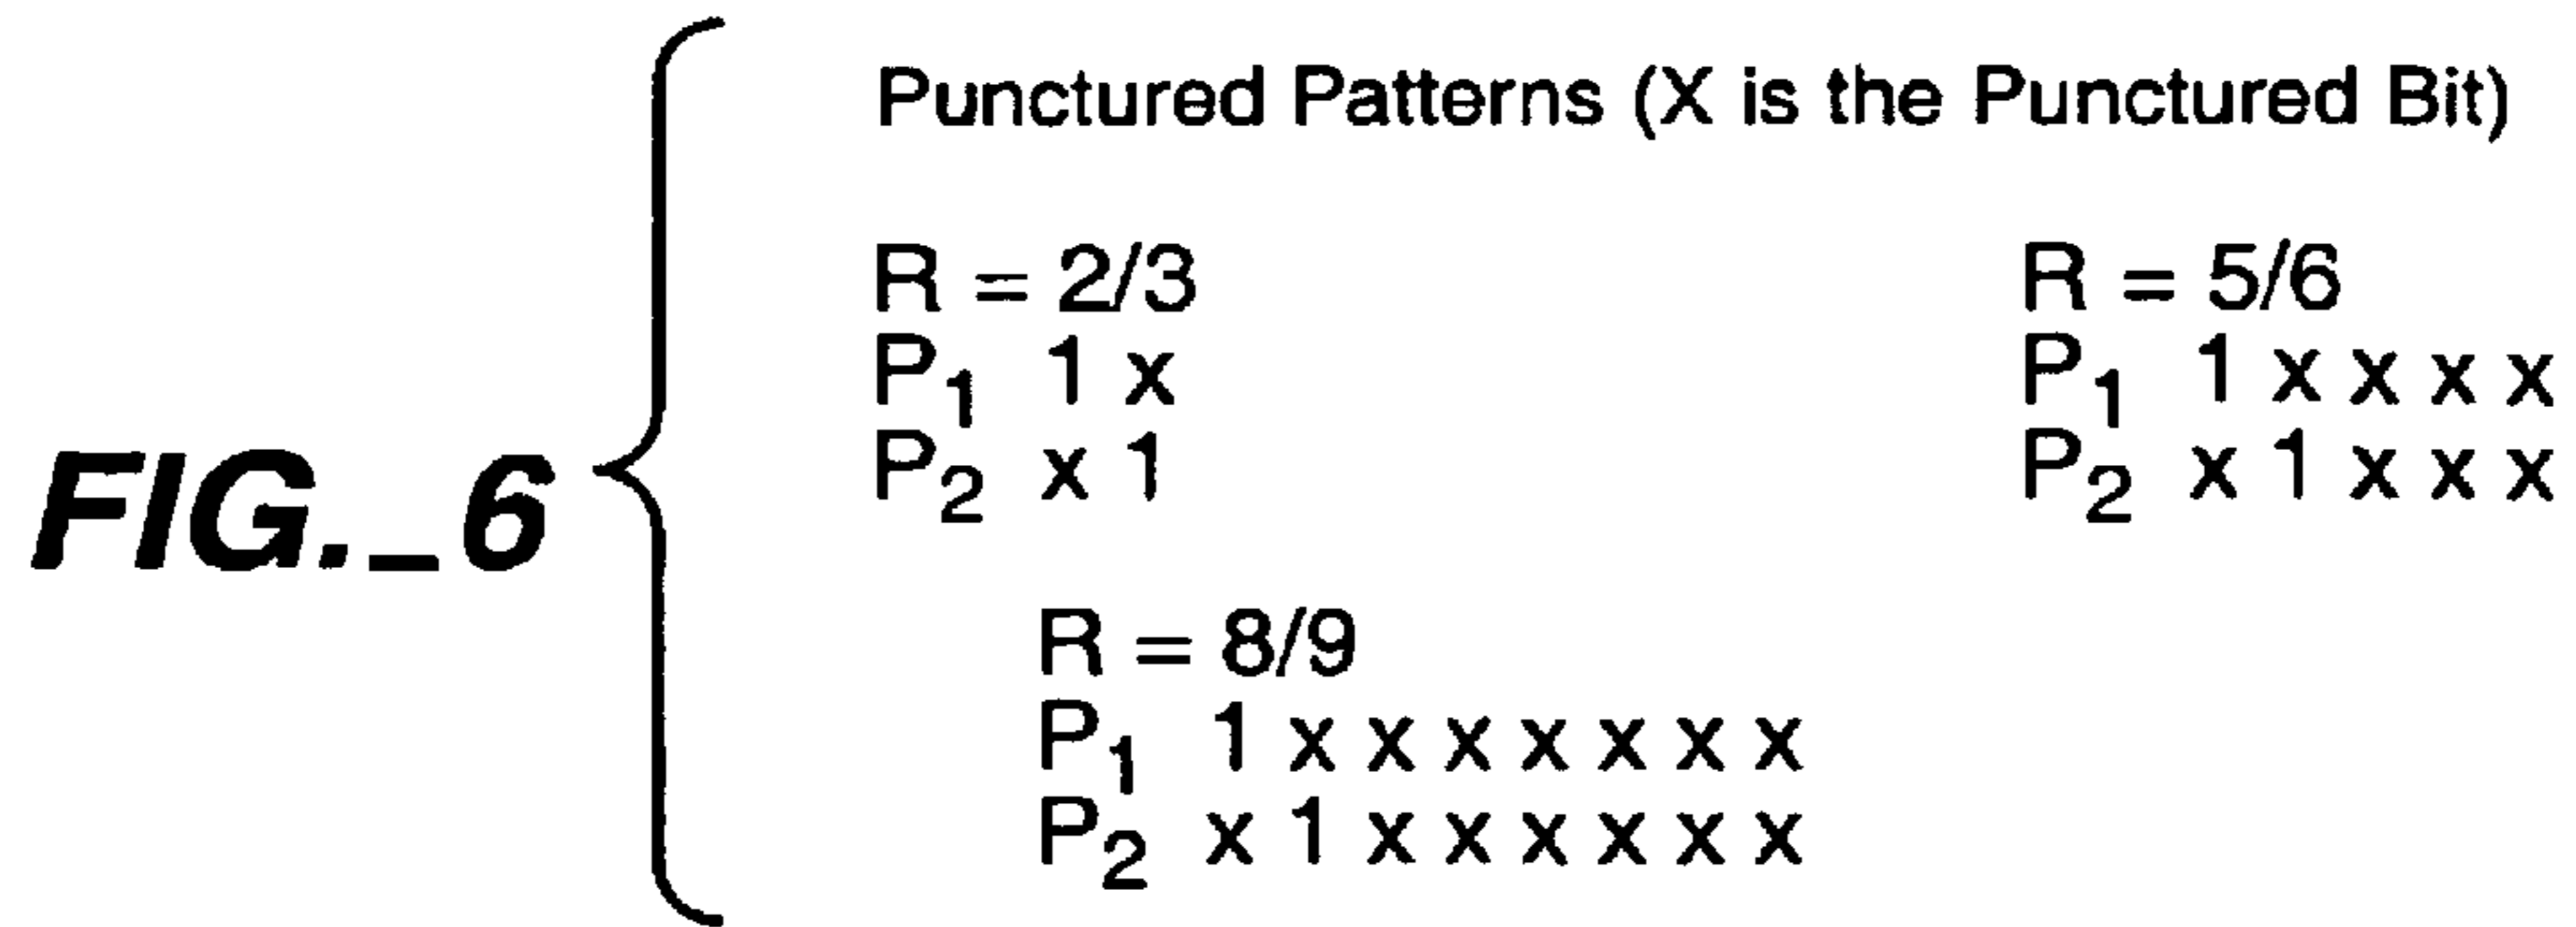 Punctured Patterns (X is the Punctured Bit)
R = 2/3
P1 1 x
P2 x 1
R = 5/6
P1 1 x x x x
P2 x 1 x x x
FIG._6
R = 8/9
P1 1 x x x x x x x
P2 x 1 x x x x x x